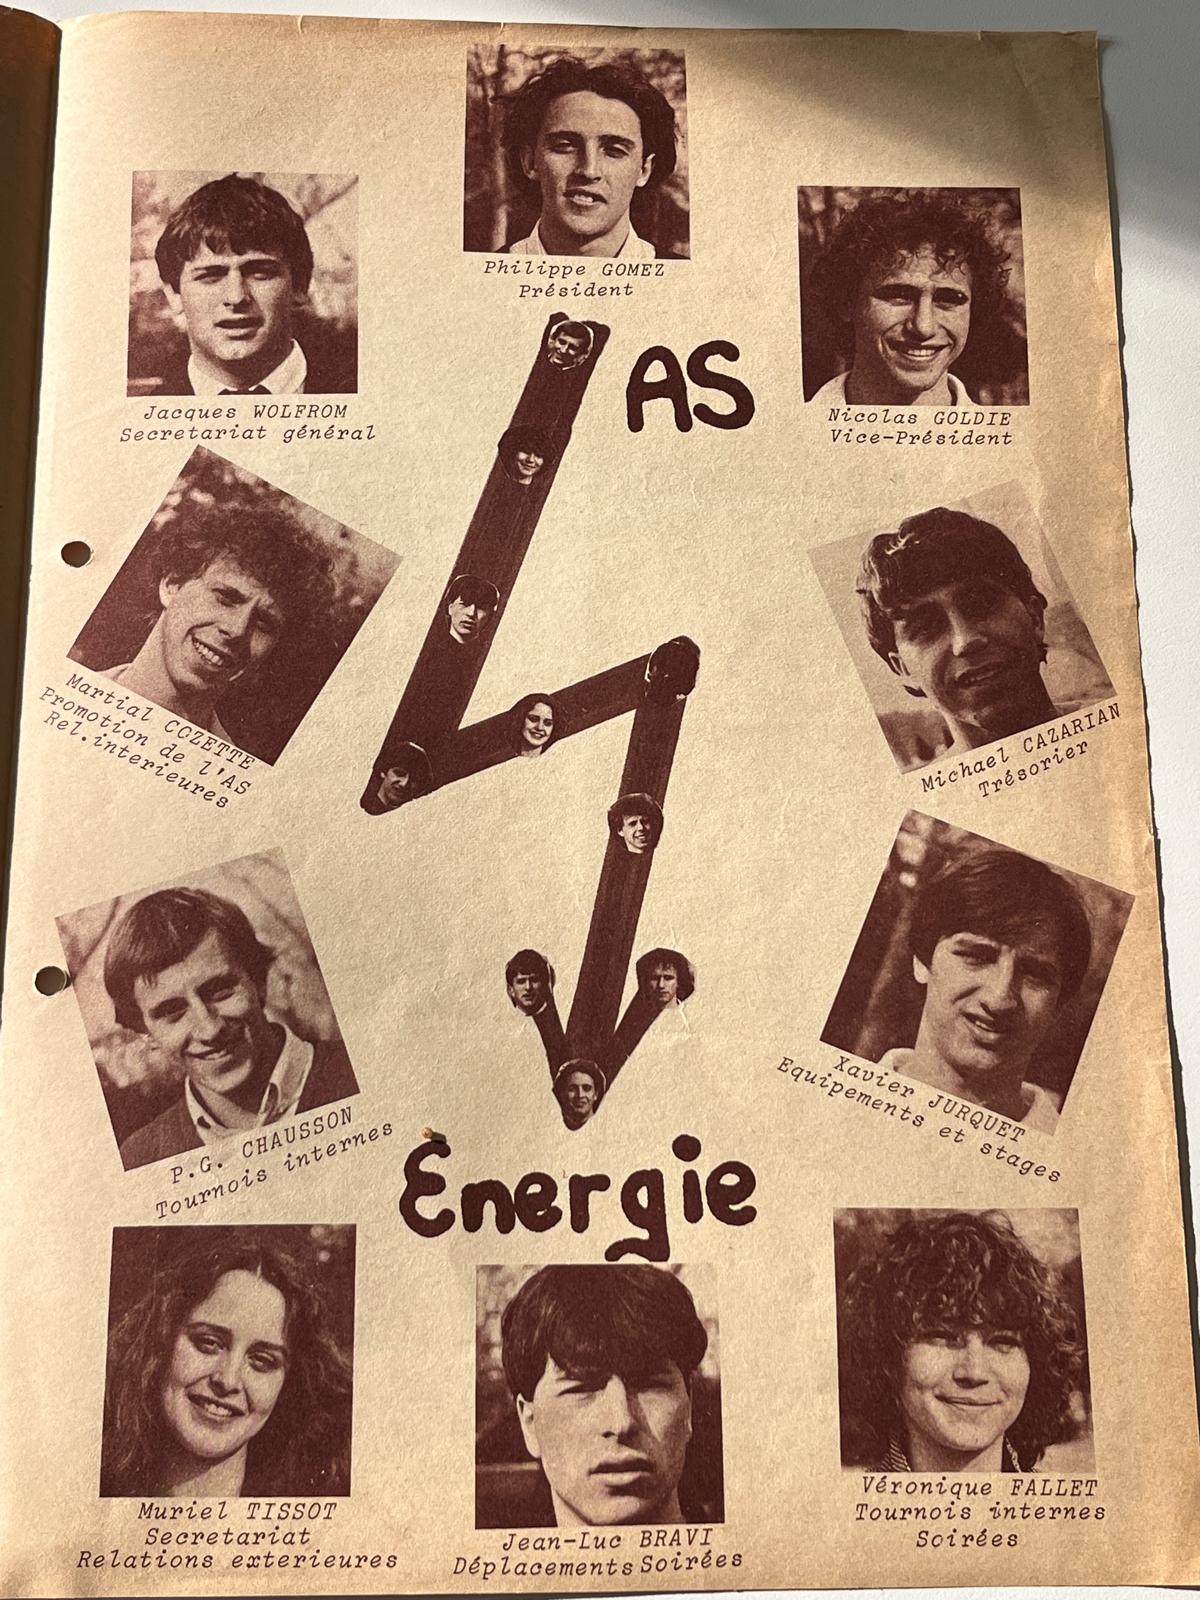 Philippe GOMEZ
Président
Jacques WOLFROM
Secretariat général
AS
Nicolas GOLDIE
Vice-Président
Martial COZETTE
Promotion de l'AS
Rel.interieures
Michael CAZARIAN
Trésorier
P.G. CHAUSSON
Tournois internes
Xavier JURQUET
Equipements et stages
Energie
Muriel TISSOT
Secretariat
Relations exterieures
Jean-Luc BRAVI
Déplacements Soirées
Véronique FALLET
Tournois internes
Soirées